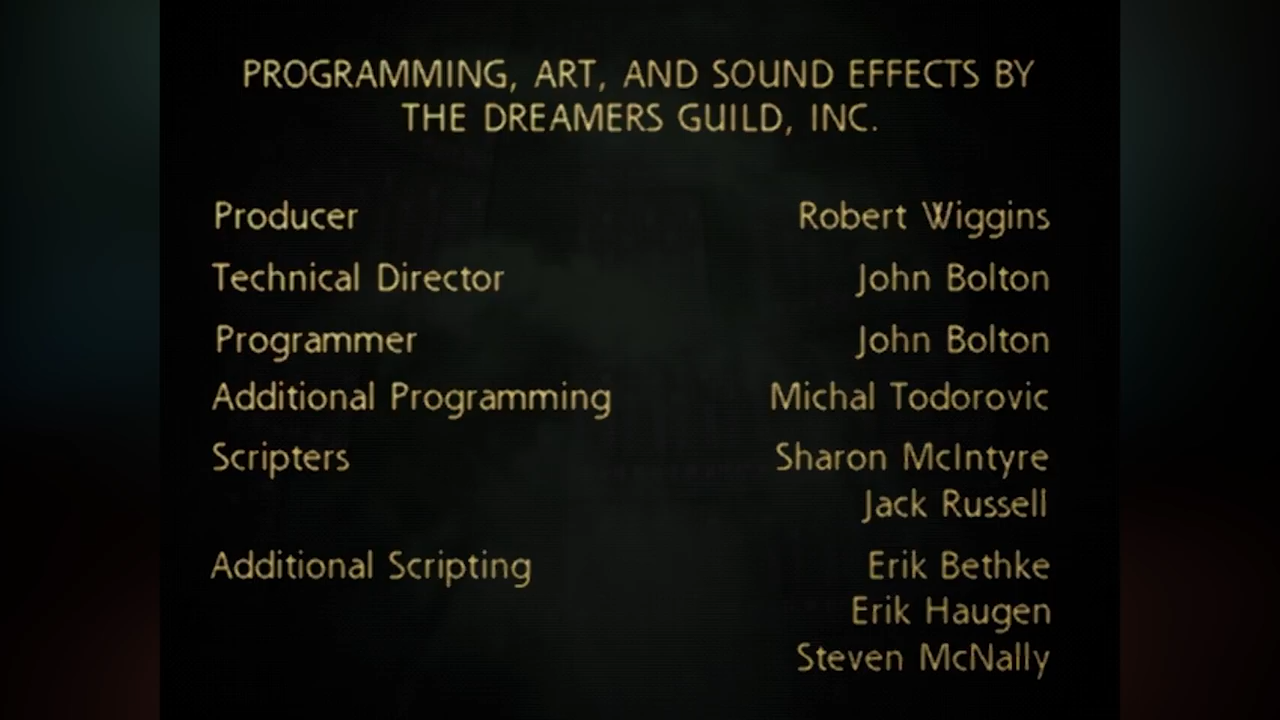 PROGRAMMING, ART, AND SOUND EFFECTS BY
THE DREAMERS GUILD, INC.
Producer Robert Wiggins
Technical Director John Bolton
Programmer John Bolton
Additional Programming Michal Todorovic
Scripters Sharon McIntyre
Jack Russell
Additional Scripting Erik Bethke
Erik Haugen
Steven McNally